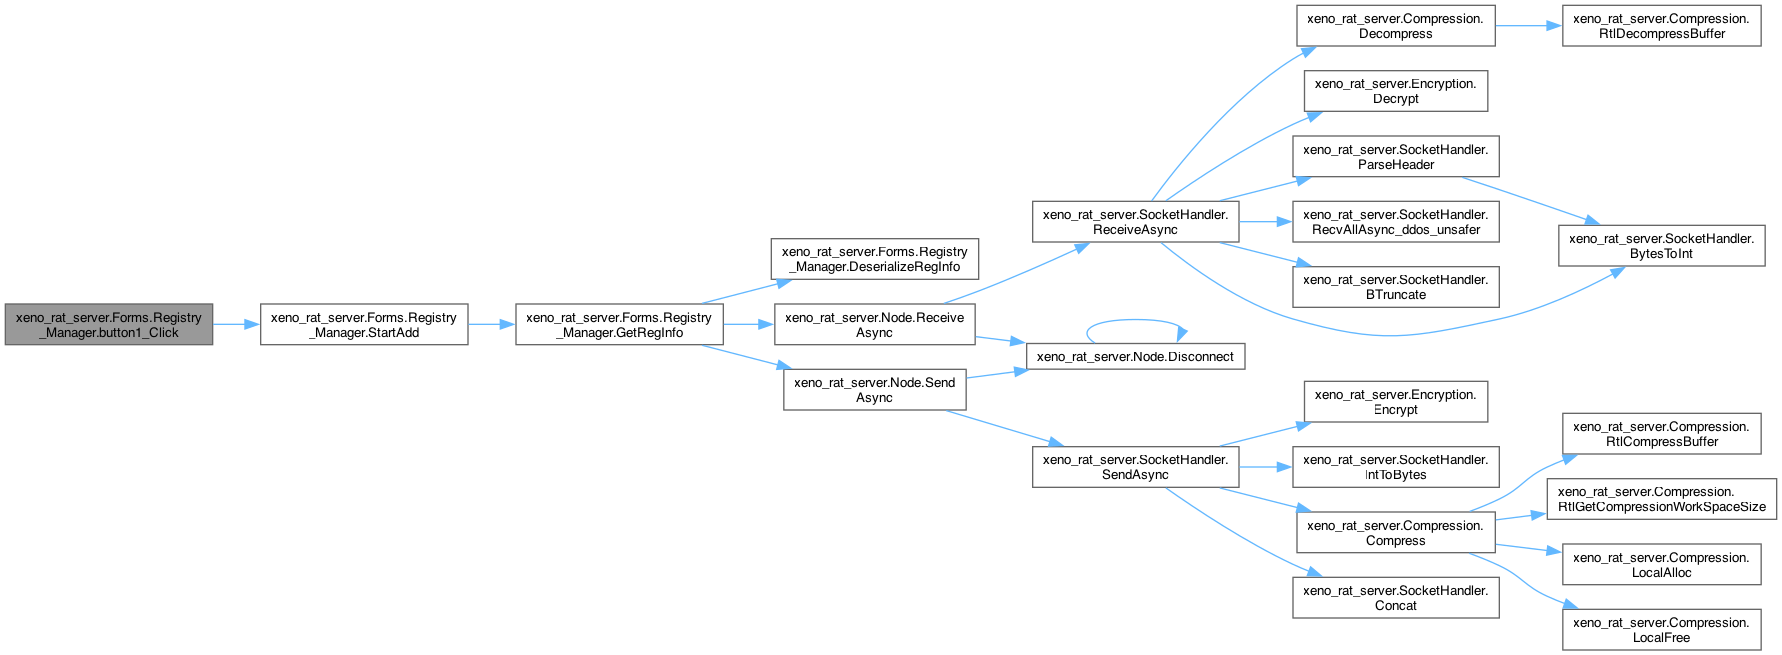 xeno_rat_server.Forms.Registry
_Manager.button1_Click
xeno_rat_server.Forms.Registry
_Manager.StartAdd
xeno_rat_server.Forms.Registry
_Manager.GetRegInfo
xeno_rat_server.Forms.Registry
_Manager.DeserializeRegInfo
xeno_rat_server.Node.Receive
Async
xeno_rat_server.Node.Send
Async
xeno_rat_server.SocketHandler.
ReceiveAsync
xeno_rat_server.Node.Disconnect
xeno_rat_server.SocketHandler.
SendAsync
xeno_rat_server.Compression.
Decompress
xeno_rat_server.Encryption.
Decrypt
xeno_rat_server.SocketHandler.
ParseHeader
xeno_rat_server.SocketHandler.
RecvAllAsync_ddos_unsafer
xeno_rat_server.SocketHandler.
BTruncate
xeno_rat_server.Encryption.
Encrypt
xeno_rat_server.SocketHandler.
IntToBytes
xeno_rat_server.Compression.
Compress
xeno_rat_server.SocketHandler.
Concat
xeno_rat_server.Compression.
RtlDecompressBuffer
xeno_rat_server.SocketHandler.
BytesToInt
xeno_rat_server.Compression.
RtlCompressBuffer
xeno_rat_server.Compression.
RtlGetCompressionWorkSpaceSize
xeno_rat_server.Compression.
LocalAlloc
xeno_rat_server.Compression.
LocalFree